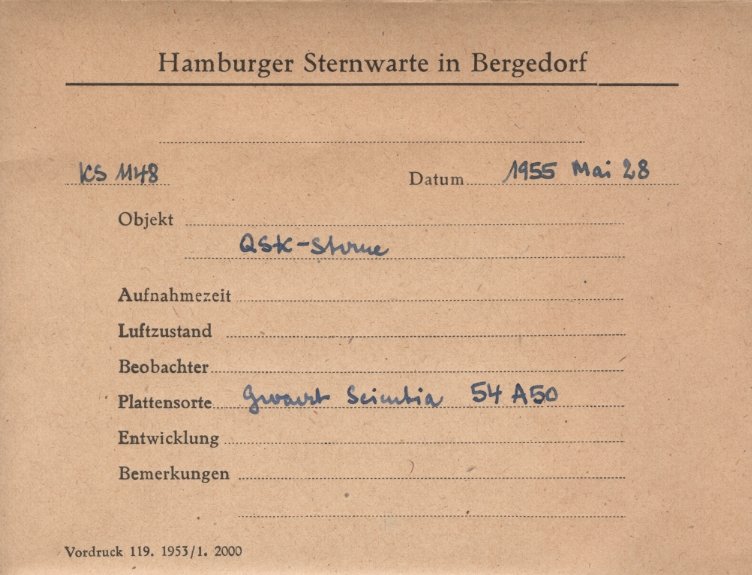 Hamburger Sternwarte in Bergedorf
KS 1148 Datum 1955 Mai 28
Objekt
QSK-Sterne
Aufnahmezeit
Luftzustand
Beobachter
Plattensorte Gevaert Scientia 54 A50
Entwicklung
Bemerkungen
Vordruck 119. 1953/1. 2000